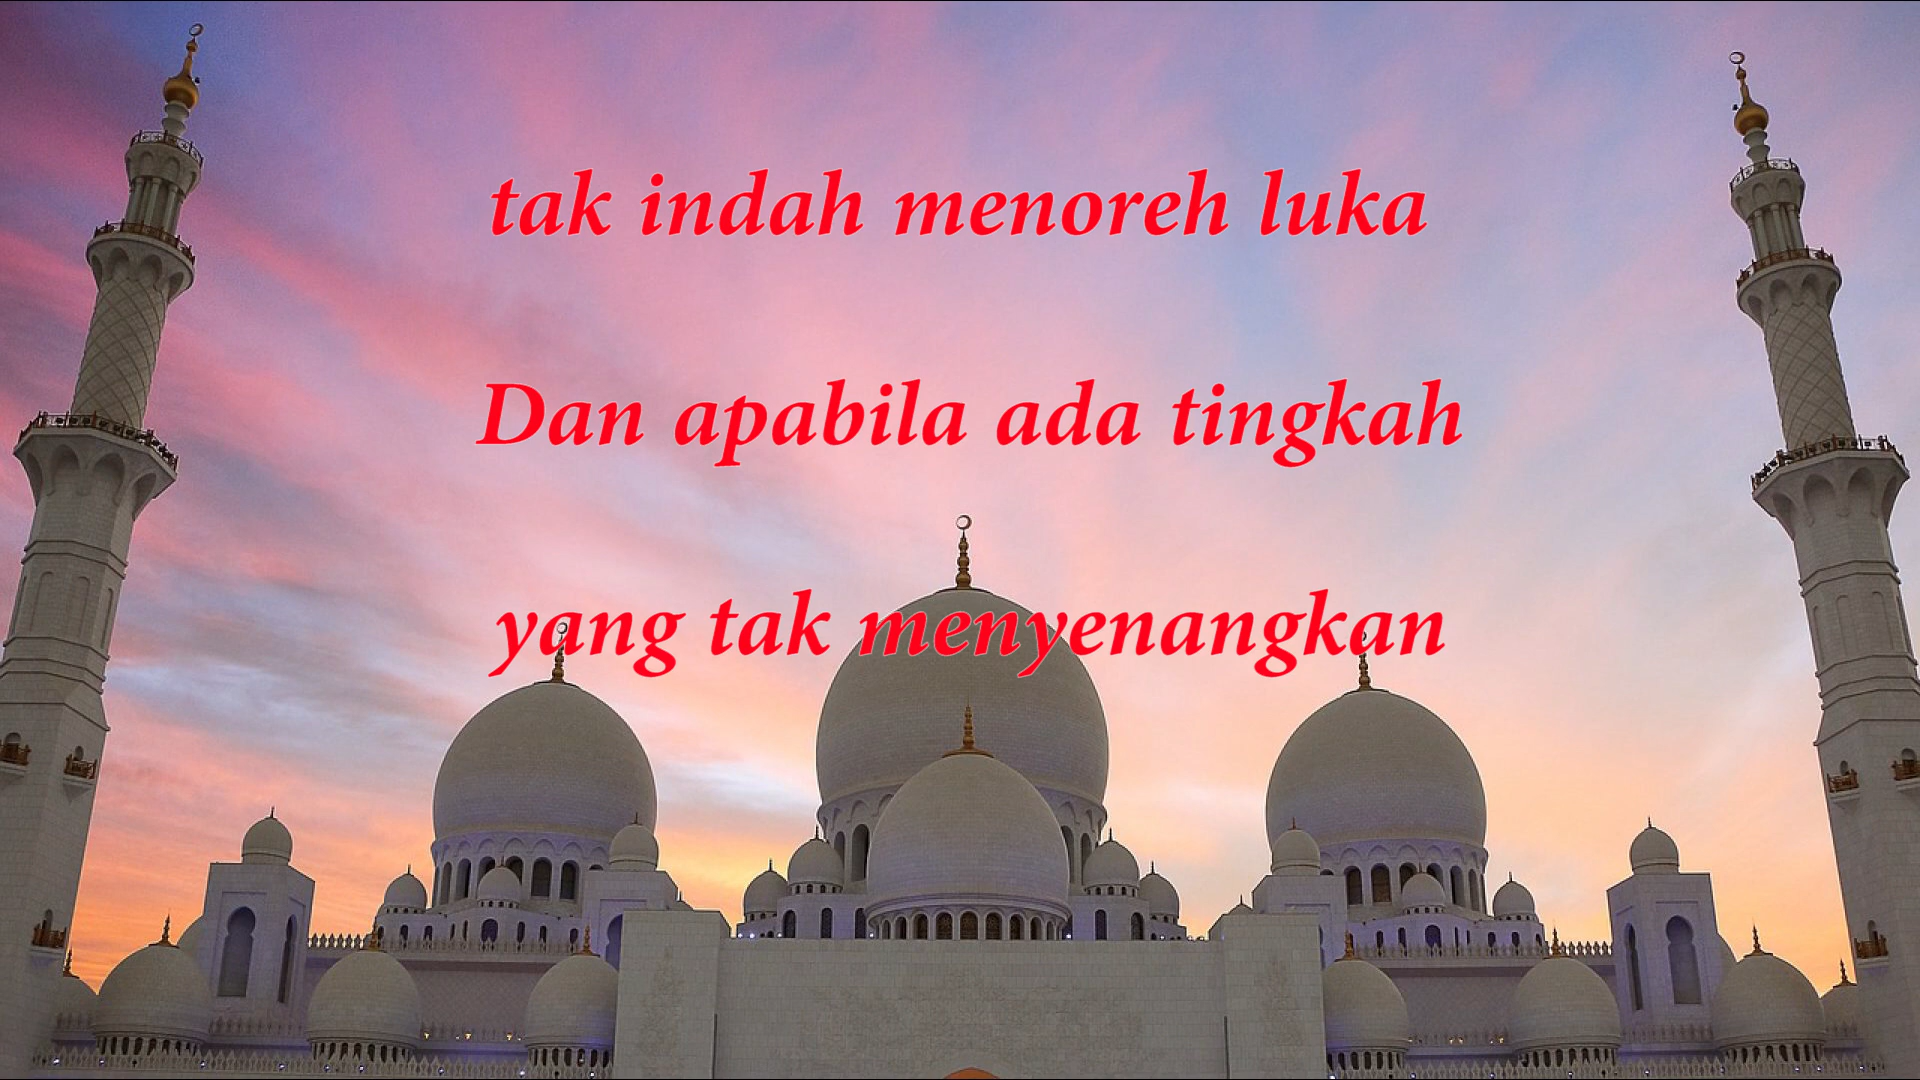 tak indah menoreh luka
Dan apabila ada tingkah
yang tak menyenangkan